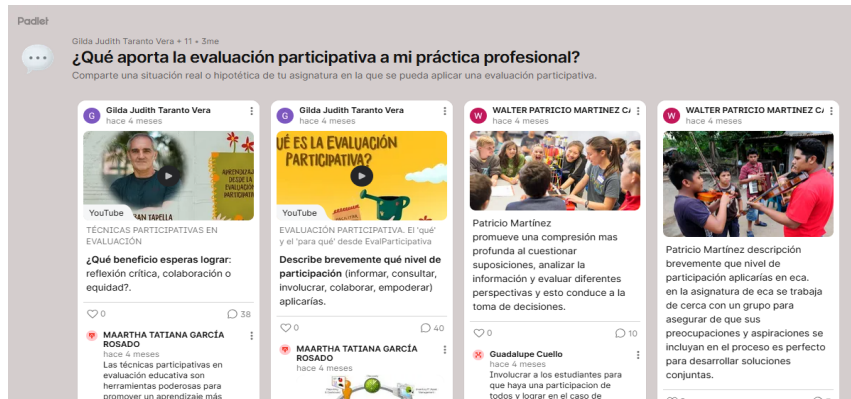 Padlet
Gilda Judith Taranto Vera + 11 • 3me
¿Qué aporta la evaluación participativa a mi práctica profesional?
Comparte una situación real o hipotética de tu asignatura en la que se pueda aplicar una evaluación participativa.
G
Gilda Judith Taranto Vera
hace 4 meses
YouTube
TÉCNICAS PARTICIPATIVAS EN
EVALUACIÓN
¿Qué beneficio esperas lograr:
reflexión crítica, colaboración o
equidad?.
0
38
MAARTHA TATIANA GARCÍA
ROSADO
hace 4 meses
Las técnicas participativas en
evaluación educativa son
herramientas poderosas para
promover un aprendizaje más
G
Gilda Judith Taranto Vera
hace 4 meses
UÉ ES LA EVALUACIÓN
PARTICIPATIVA?
YouTube
EVALUACIÓN PARTICIPATIVA. El 'qué'
y el 'para qué' desde EvalParticipativa
Describe brevemente qué nivel de
participación (informar, consultar,
involucrar, colaborar, empoderar)
aplicarías.
0
40
MAARTHA TATIANA GARCÍA
ROSADO
hace 4 meses
W
WALTER PATRICIO MARTINEZ
hace 4 meses
Patricio Martínez
promueve una compresión mas
profunda al cuestionar
suposiciones, analizar la
información y evaluar diferentes
perspectivas y esto conduce a la
toma de decisiones.
0
10
Guadalupe Cuello
hace 4 meses
Involucrar a los estudiantes para
que haya una participacion de
todos y lograr en el caso de
W
WALTER PATRICIO MARTINEZ
hace 4 meses
Patricio Martínez descripción
brevemente que nivel de
participación aplicarías en eca.
en la asignatura de eca se trabaja
de cerca con un grupo para
asegurar de que sus
preocupaciones y aspiraciones se
incluyan en el proceso es perfecto
para desarrollar soluciones
conjuntas.